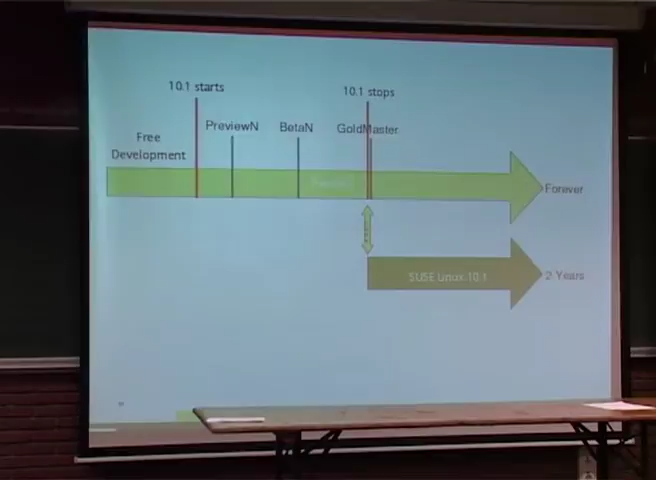 10.1 starts
10.1 stops
PreviewN
BetaN
GoldMaster
Free
Development
Forever
SUSE Linux 10.1
2 Years